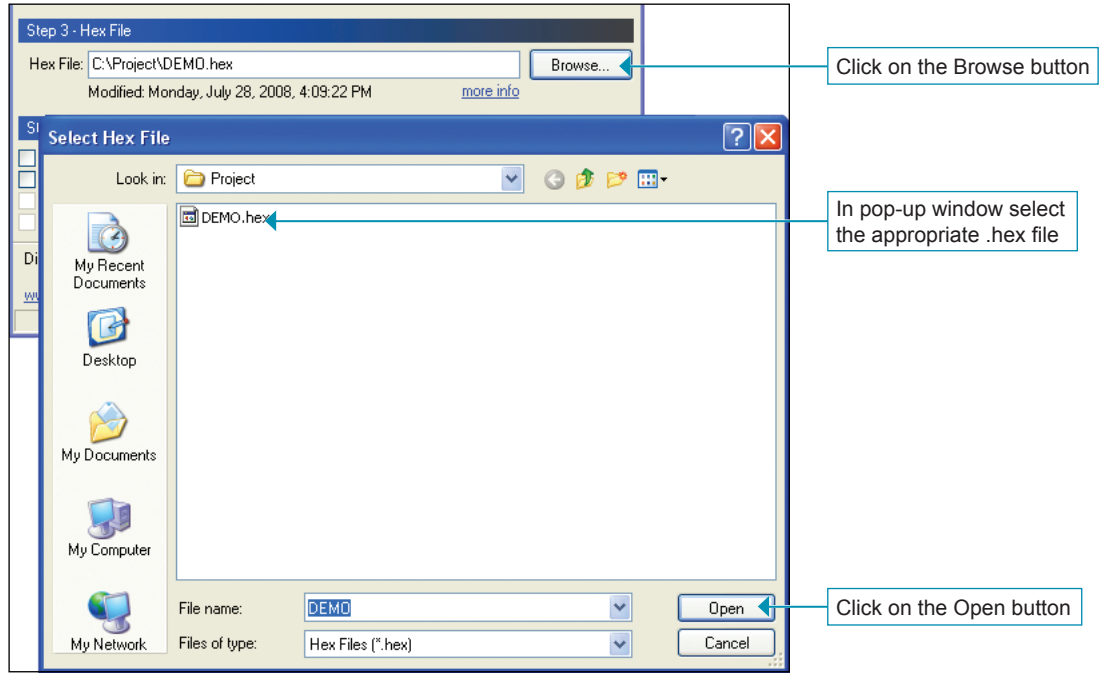 Step 3 - Hex File
Hex File: C:\Project\DEMO.hex Browse...
Modified: Monday, July 28, 2008, 4:09:22 PM more info
Click on the Browse button
Select Hex File
Look in: Project
DEMO.hex
In pop-up window select
the appropriate .hex file
My Recent
Documents
Desktop
My Documents
My Computer
My Network
File name: DEMO Open
Click on the Open button
Files of type: Hex Files (*.hex) Cancel